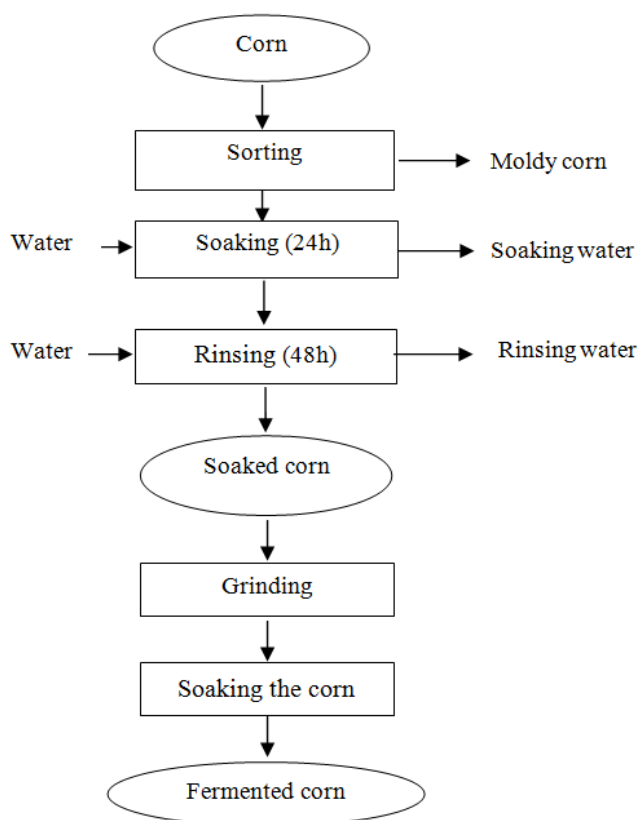 Corn
Sorting
Moldy corn
Water
Soaking (24h)
Soaking water
Water
Rinsing (48h)
Rinsing water
Soaked corn
Grinding
Soaking the corn
Fermented corn